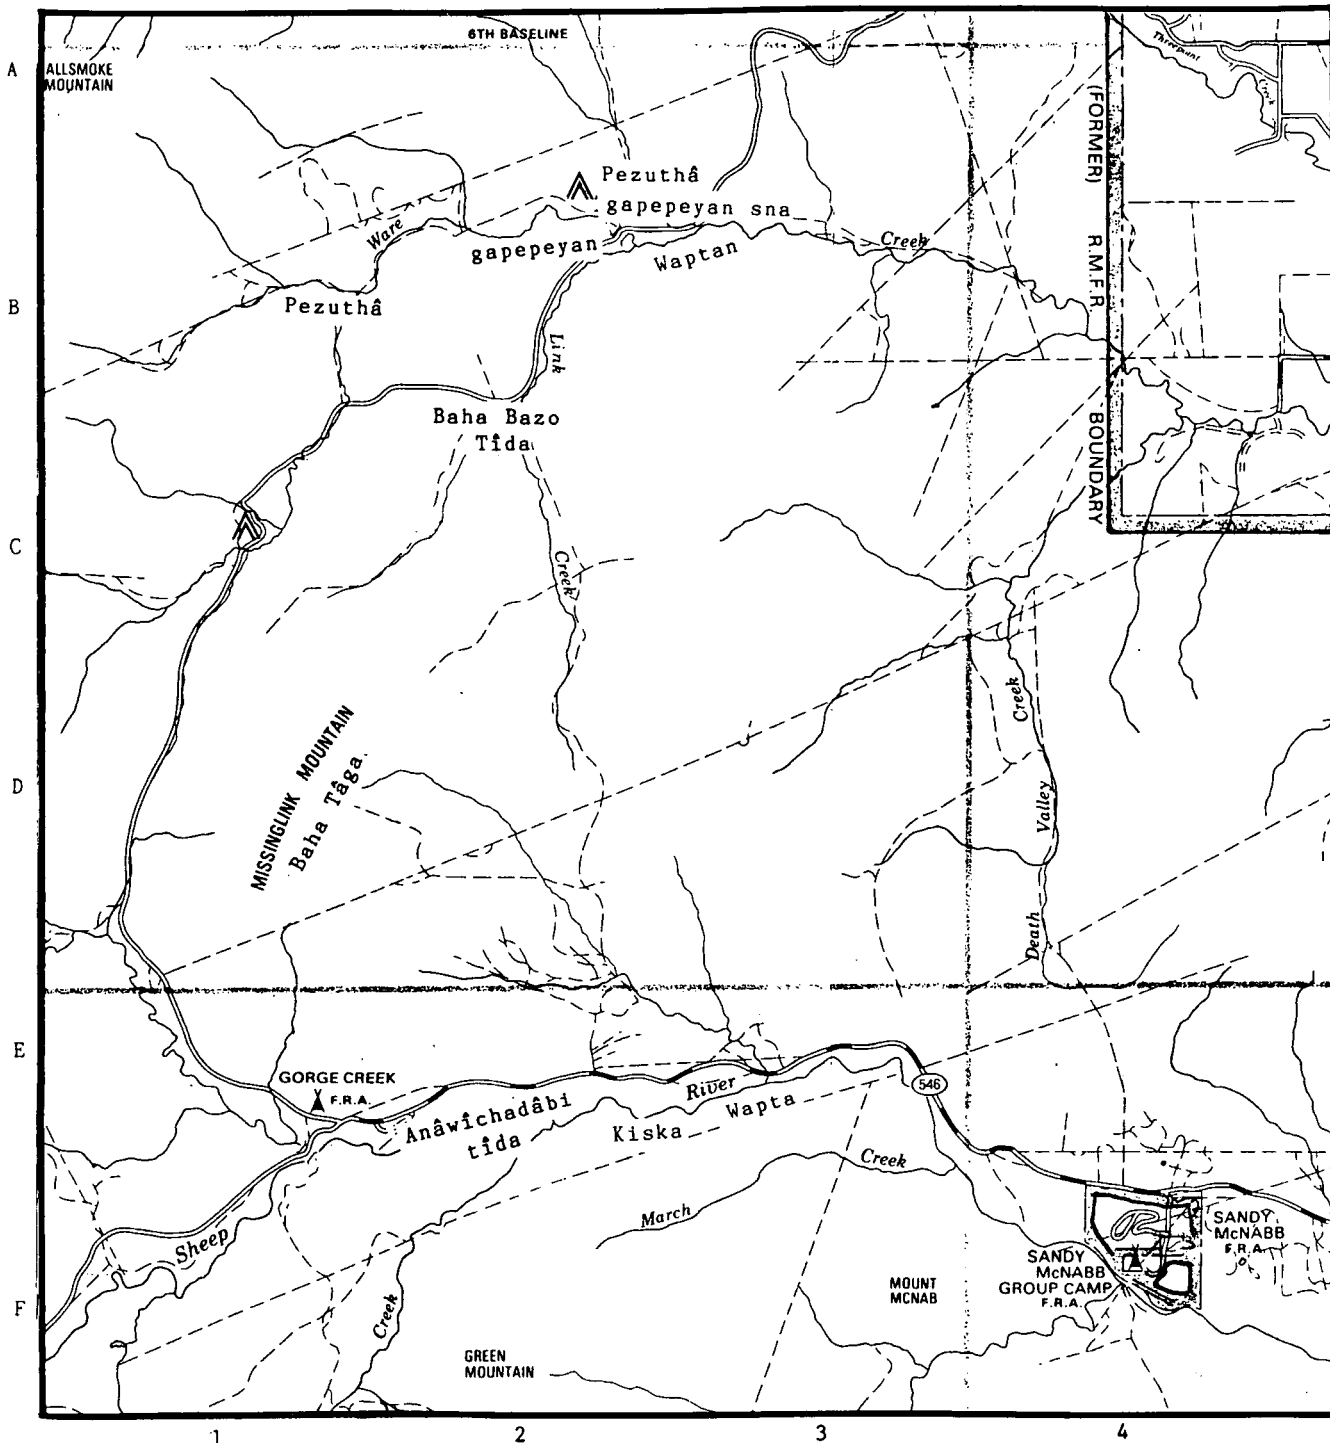 6TH BASELINE
A
ALLSMOKE
MOUNTAIN
Threepoint
Creek
(FORMER) R.M.F.R. BOUNDARY
Pezuthâ
gapepeyan sna
Ware
gapepeyan
Waptan
Creek
B
Pezuthâ
Link
Baha Bazo
Tîda
C
Creek
Creek
MISSINGLINK MOUNTAIN
Baha Tâga
D
Valley
Death
E
GORGE CREEK
F.R.A.
River
546
Anâwîchadâbi
tîda
Kiska Wapta
Creek
March
Sheep
SANDY
McNABB
F.R.A.
SANDY
McNABB
GROUP CAMP
F.R.A.
MOUNT
MCNAB
F
Creek
GREEN
MOUNTAIN
1
2
3
4